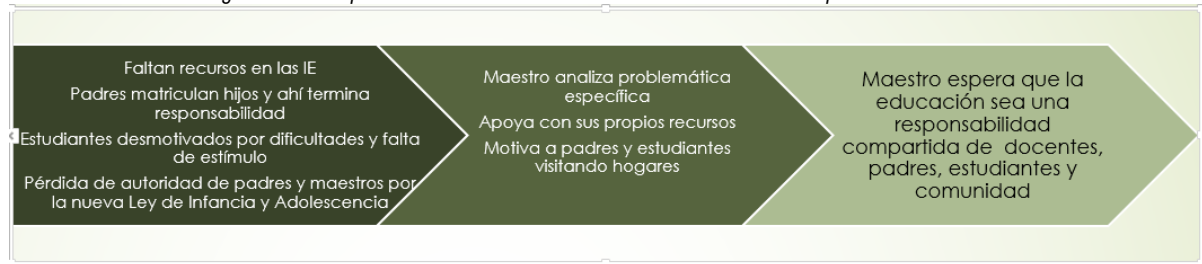 Faltan recursos en las IE
Padres matriculan hijos y ahí termina
responsabilidad
Estudiantes desmotivados por dificultades y falta
de estímulo
Pérdida de autoridad de padres y maestros por
la nueva Ley de Infancia y Adolescencia
Maestro analiza problemática
específica
Apoya con sus propios recursos
Motiva a padres y estudiantes
visitando hogares
Maestro espera que la
educación sea una
responsabilidad
compartida de docentes,
padres, estudiantes y
comunidad